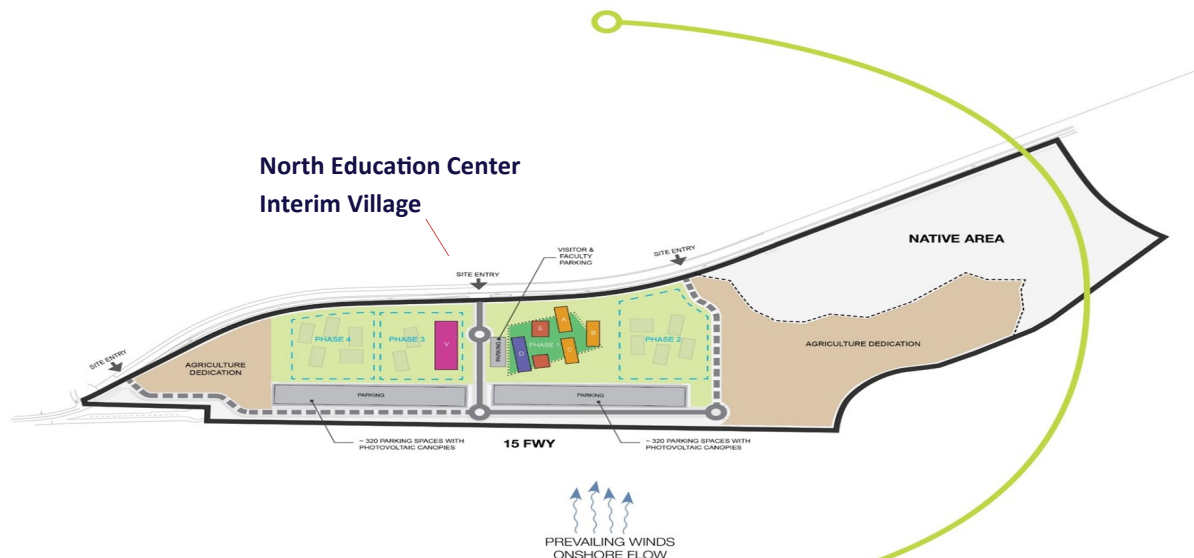 North Education Center
Interim Village
VISITOR &
FACULTY
PARKING
SITE ENTRY
SITE ENTRY
NATIVE AREA
SITE ENTRY
AGRICULTURE
DEDICATION
PHASE 4
PHASE 3
V
PARKING
D
E
A
B
C
PHASE 1
PHASE 2
AGRICULTURE DEDICATION
PARKING
PARKING
~ 320 PARKING SPACES WITH
PHOTOVOLTAIC CANOPIES
15 FWY
~ 320 PARKING SPACES WITH
PHOTOVOLTAIC CANOPIES
PREVAILING WINDS
ONSHORE FLOW